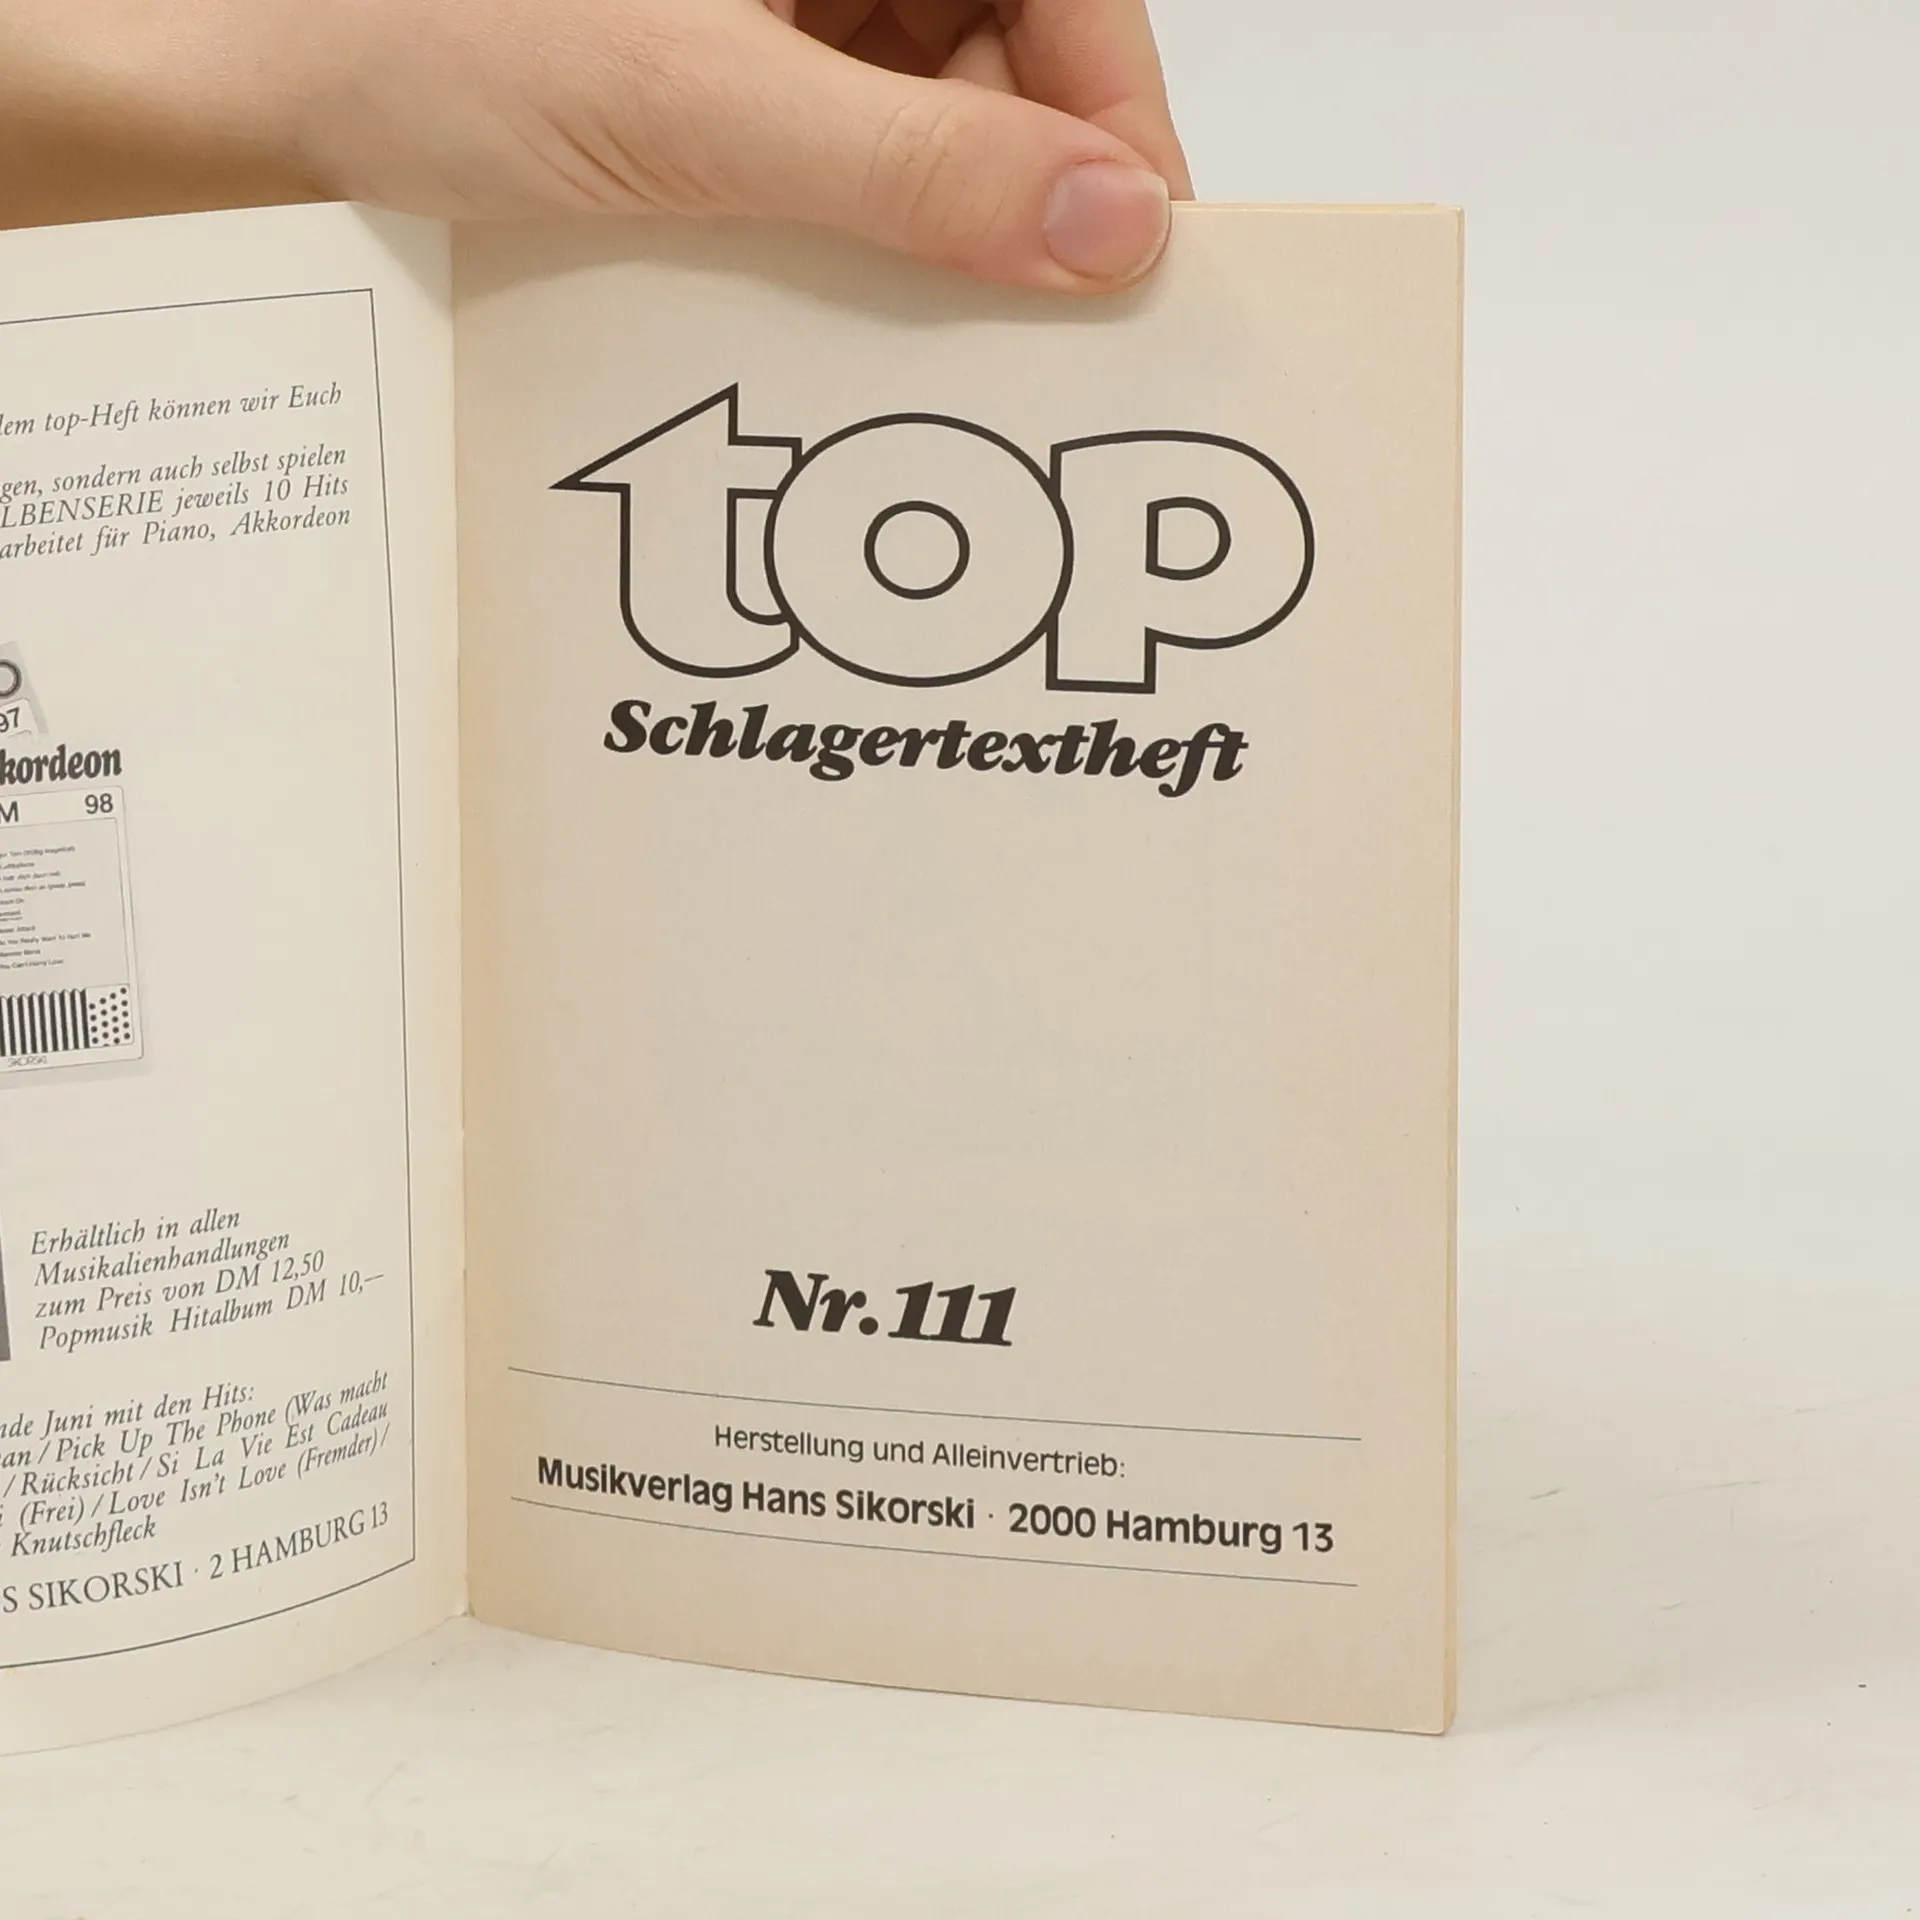 dem top-Heft können wir Euch
gen, sondern auch selbst spielen
LBENSERIE jeweils 10 Hits
arbeitet für Piano, Akkordeon
97
kordeon
M 98
SIKORSKI
Erhältlich in allen
Musikalienhandlungen
zum Preis von DM 12,50
Popmusik Hitalbum DM 10,—
nde Juni mit den Hits:
an / Pick Up The Phone (Was macht
/ Rücksicht / Si La Vie Est Cadeau
i (Frei) / Love Isn't Love (Fremder) /
Knutschfleck
S SIKORSKI · 2 HAMBURG 13
top
Schlagertextheft
Nr. 111
Herstellung und Alleinvertrieb:
Musikverlag Hans Sikorski · 2000 Hamburg 13